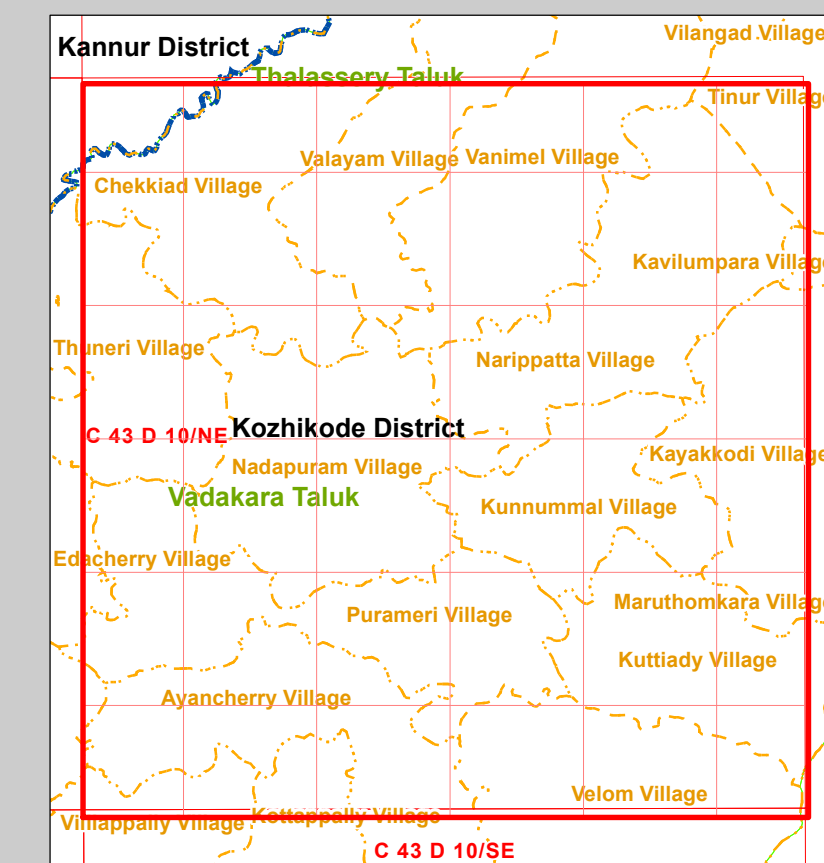 Vilangad Village
Kannur District
Thalassery Taluk
Tinur Villag
Valayam Village
Vanimel Village
Chekkiad Village
Kavilumpara Village
Thuneri Village
Narippatta Village
C 43 D 10/NE
Kozhikode District
Kayakkodi Village
Nadapuram Village
Vadakara Taluk
Kunnummal Village
Edacherry Village
Maruthomkara Village
Purameri Village
Kuttiady Village
Ayancherry Village
Velom Village
Kottappally Village
Villiappally Village
C 43 D 10/SE